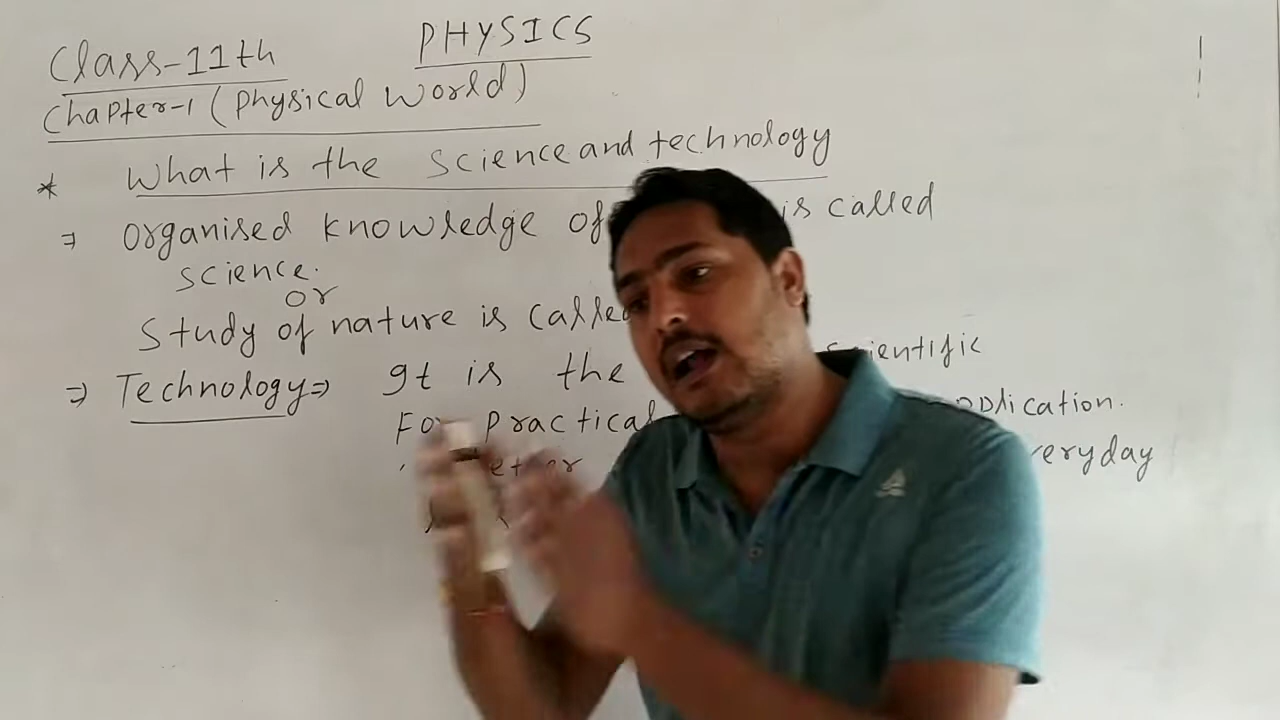 Class-11th
PHYSICS
Chapter-1 (Physical World)
* What is the science and technology
⇒ organised knowledge of is called
science.
or
Study of nature is called
⇒ Technology⇒ It is the scientific
For Practical application.
everyday